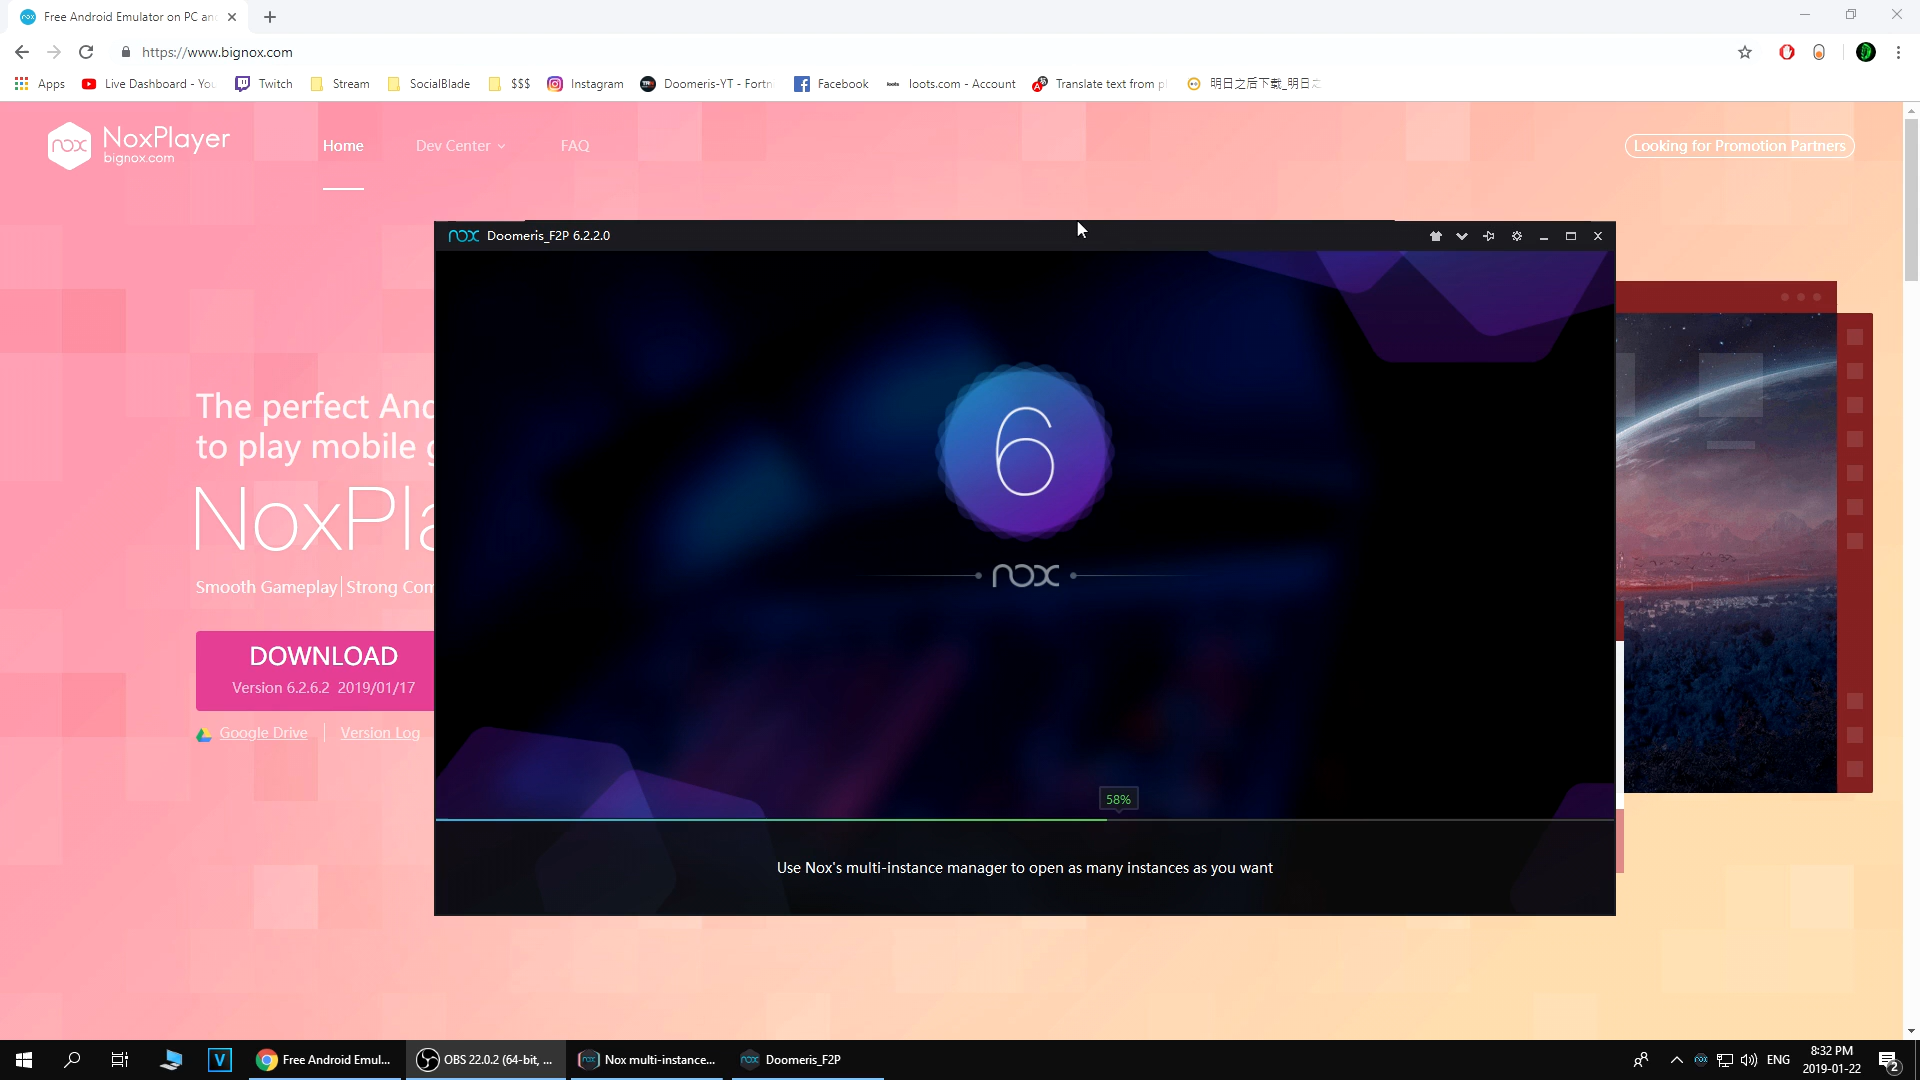 Free Android Emulator on PC an
https://www.bignox.com
Apps
Live Dashboard - You
Twitch
Stream
SocialBlade
$$$
Instagram
Doomeris-YT - Fortn
Facebook
loots.com - Account
Translate text from p
明日之后下载_明日之
nox
NoxPlayer
bignox.com
Home
Dev Center
FAQ
Looking for Promotion Partners
nox Doomeris_F2P 6.2.2.0
The perfect And
to play mobile g
NoxPla
Smooth Gameplay
Strong Com
DOWNLOAD
Version 6.2.6.2 2019/01/17
Google Drive
Version Log
6
nox
58%
Use Nox's multi-instance manager to open as many instances as you want
V
Free Android Emul...
OBS 22.0.2 (64-bit, ...
Nox multi-instance...
Doomeris_F2P
ENG
8:32 PM
2019-01-22
2